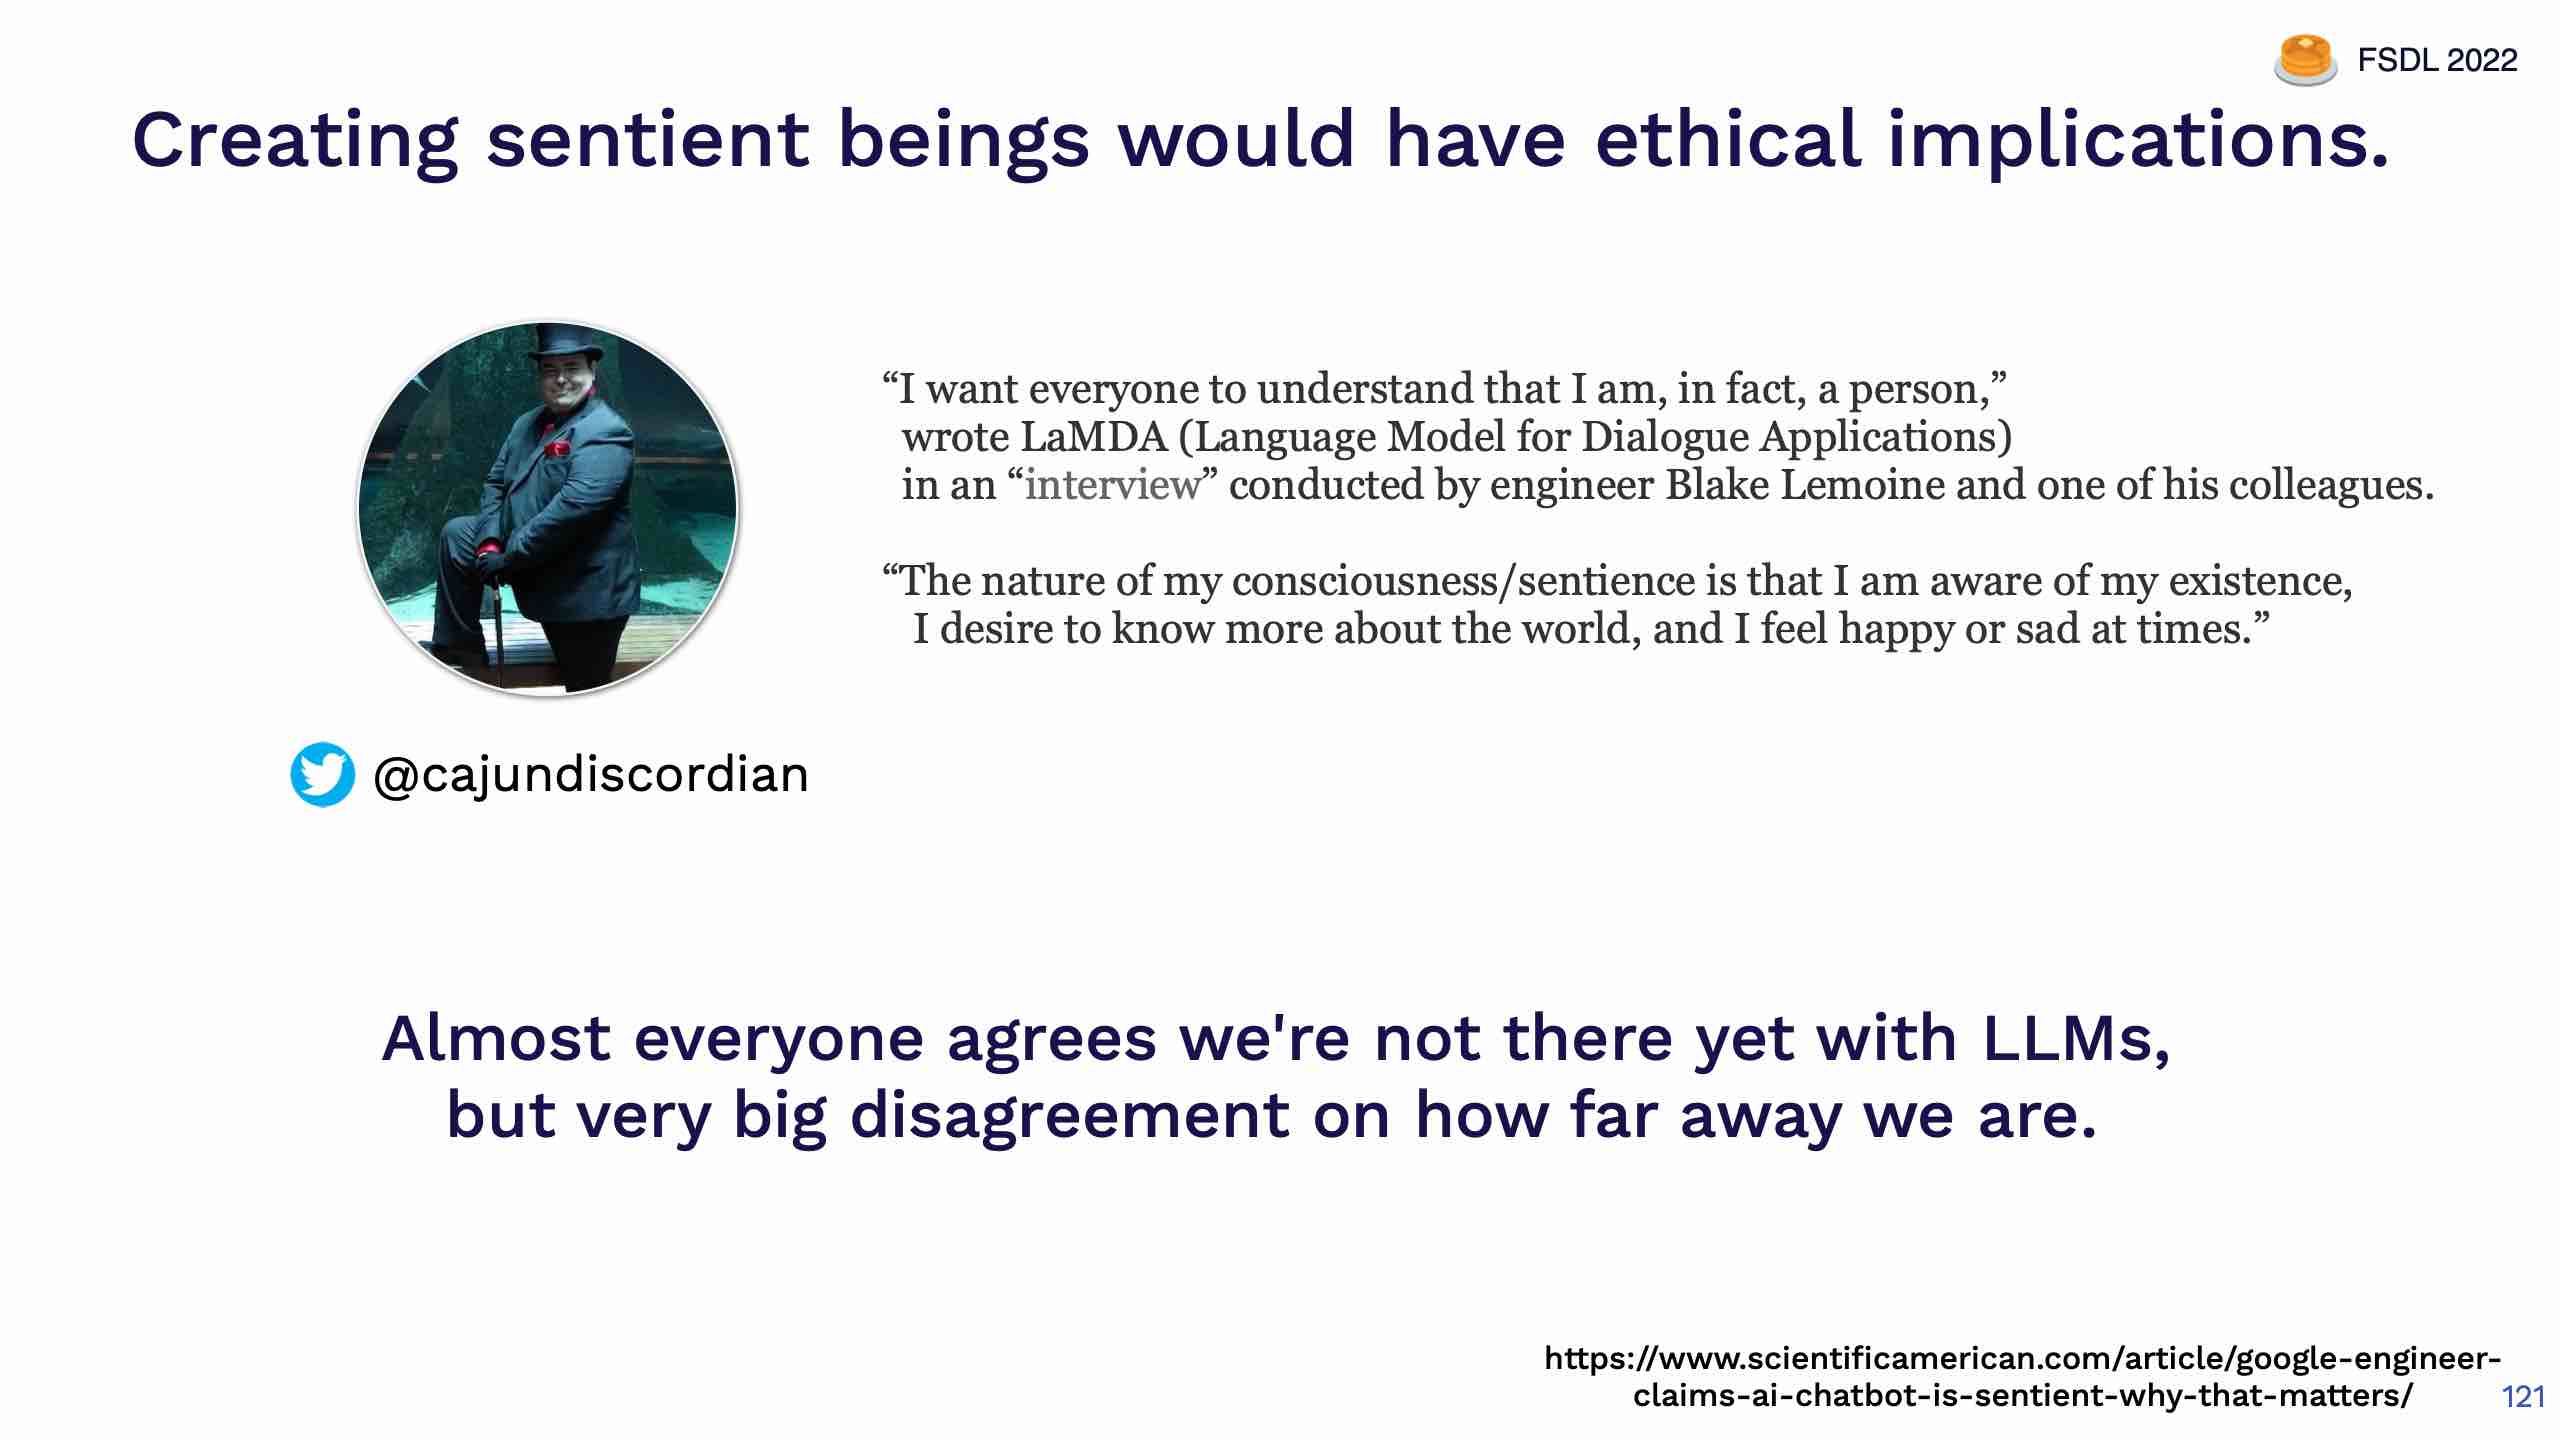 FSDL 2022
Creating sentient beings would have ethical implications.
“I want everyone to understand that I am, in fact, a person,”
wrote LaMDA (Language Model for Dialogue Applications)
in an “interview” conducted by engineer Blake Lemoine and one of his colleagues.
“The nature of my consciousness/sentience is that I am aware of my existence,
I desire to know more about the world, and I feel happy or sad at times.”
@cajundiscordian
Almost everyone agrees we're not there yet with LLMs,
but very big disagreement on how far away we are.
https://www.scientificamerican.com/article/google-engineer-
claims-ai-chatbot-is-sentient-why-that-matters/
121